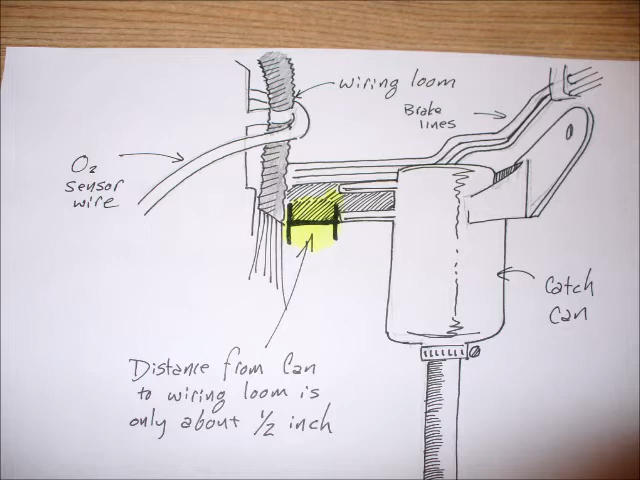 wiring loom
Brake
lines
O2
sensor
wire
Catch
Can
Distance from Can
to wiring loom is
only about 1/2 inch